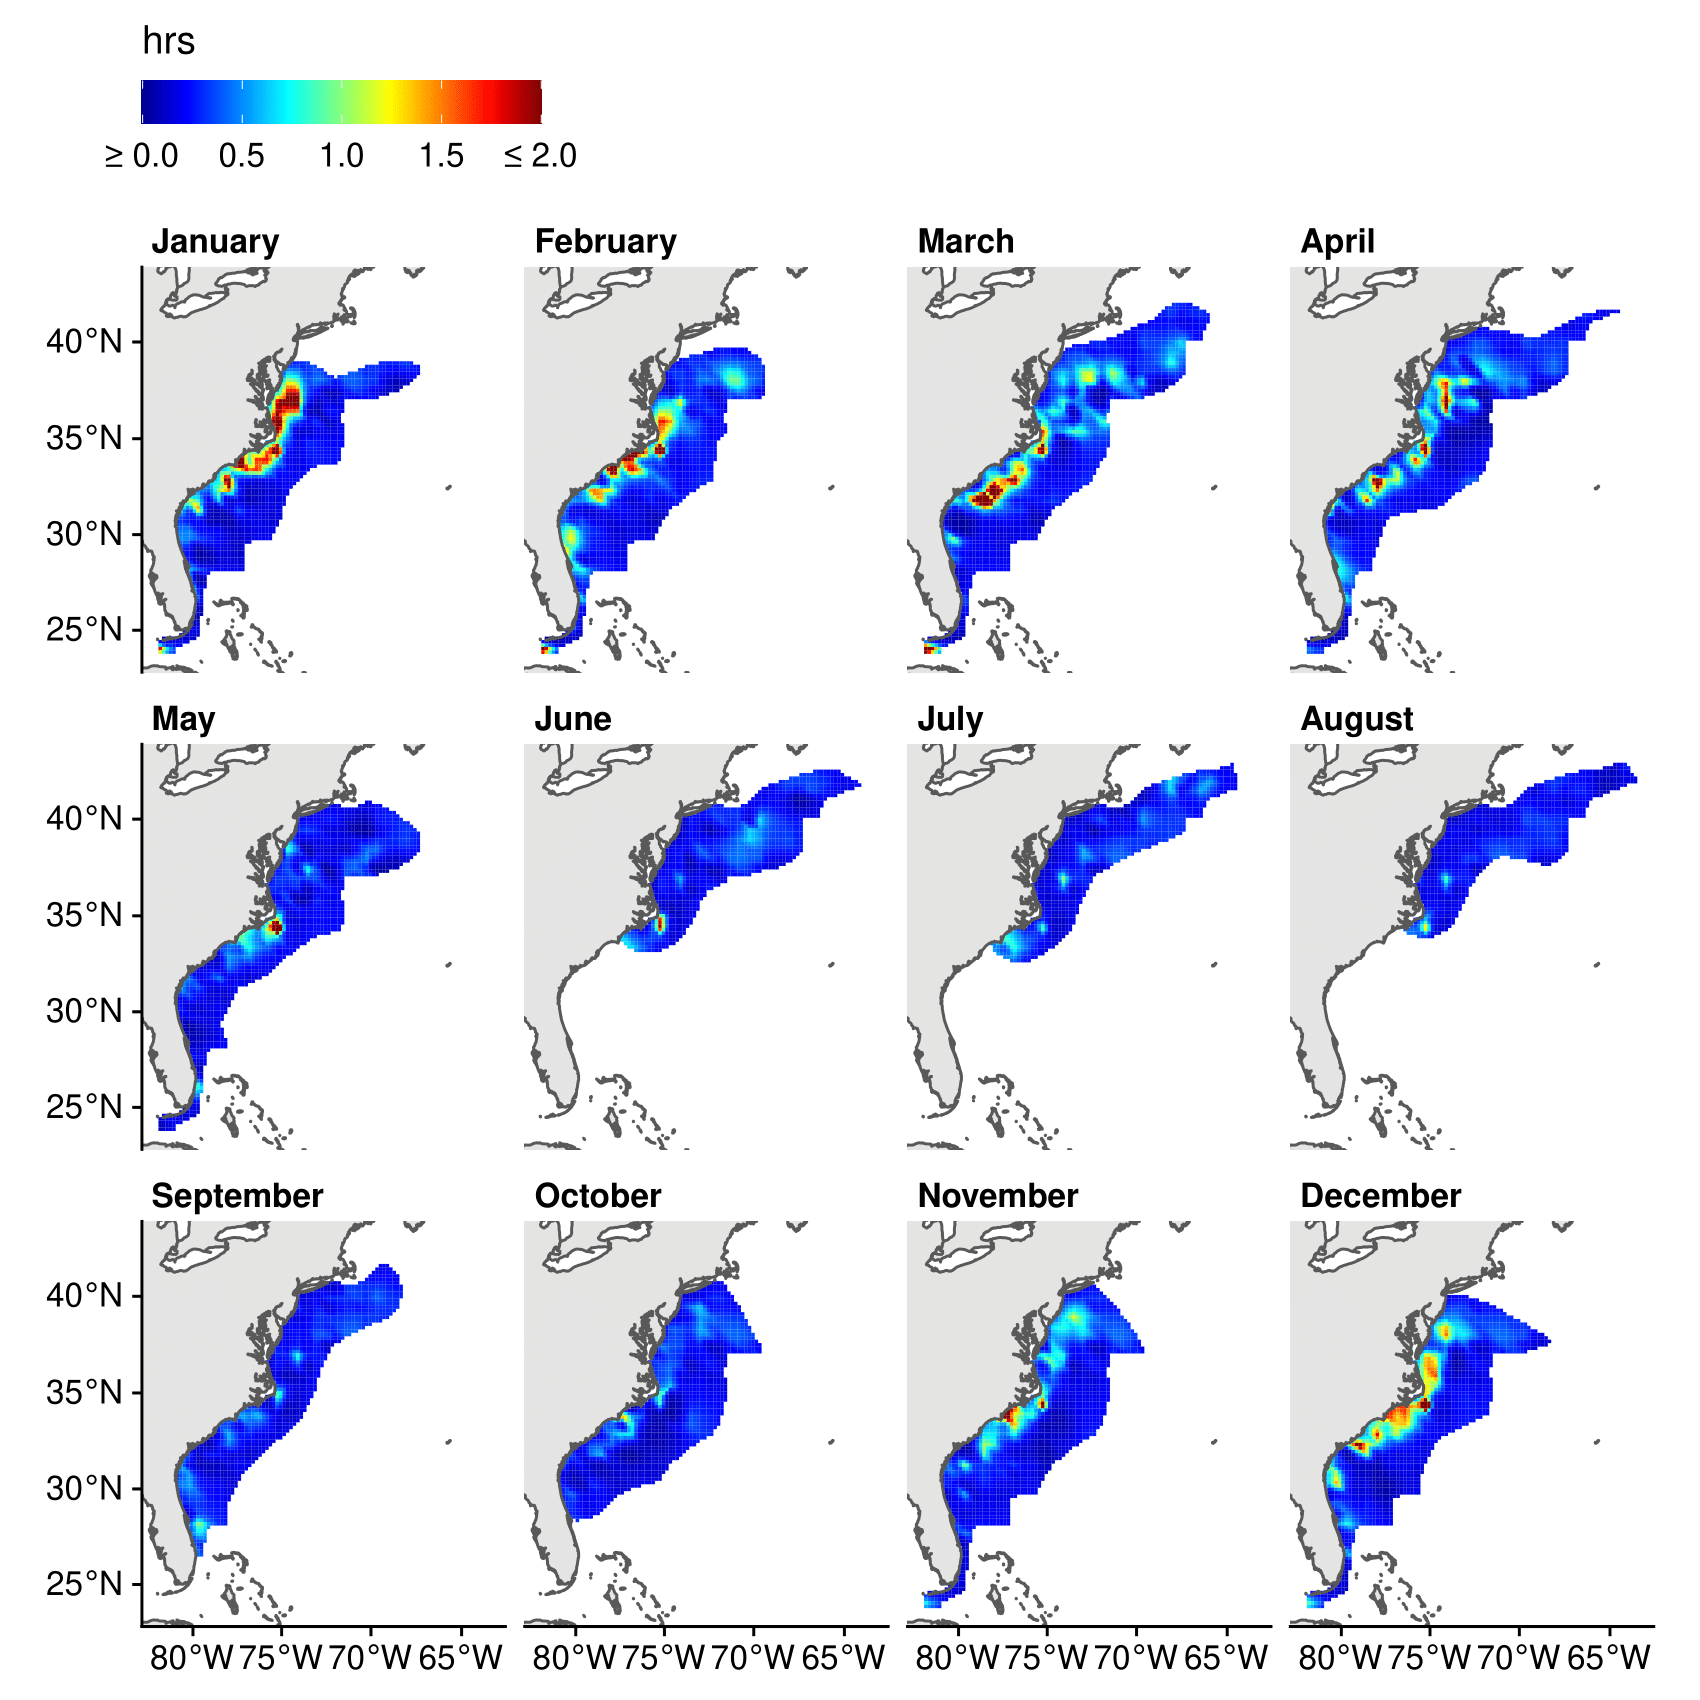 hrs
≥ 0.0 0.5 1.0 1.5 ≤ 2.0
January February March April
40°N
35°N
30°N
25°N
May June July August
40°N
35°N
30°N
25°N
September October November December
40°N
35°N
30°N
25°N
80°W 75°W 70°W 65°W 80°W 75°W 70°W 65°W 80°W 75°W 70°W 65°W 80°W 75°W 70°W 65°W